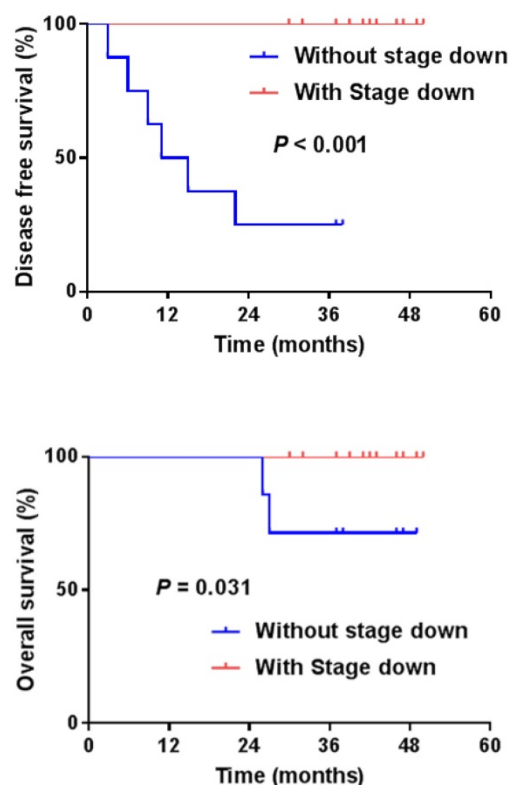 100
50
0
Disease free survival (%)
Without stage down
With Stage down
P < 0.001
0 12 24 36 48 60
Time (months)
100
50
0
Overall survival (%)
P = 0.031
Without stage down
With Stage down
0 12 24 36 48 60
Time (months)